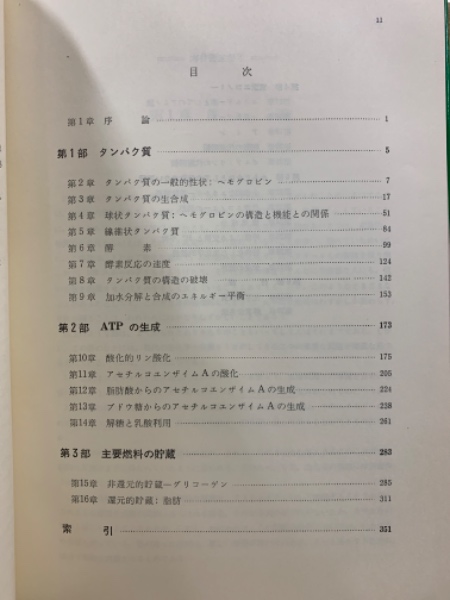 11
目 次
第1章 序 論 1
第1部 タンパク質 5
第2章 タンパク質の一般的性状:ヘモグロビン 7
第3章 タンパク質の生合成 17
第4章 球状タンパク質:ヘモグロビンの構造と機能との関係 51
第5章 繊維状タンパク質 84
第6章 酵 素 99
第7章 酵素反応の速度 124
第8章 タンパク質の構造の破壊 142
第9章 加水分解と合成のエネルギー平衡 153
第2部 ATP の生成 173
第10章 酸化的リン酸化 175
第11章 アセチルコエンザイムAの酸化 205
第12章 脂肪酸からのアセチルコエンザイムAの生成 224
第13章 ブドウ糖からのアセチルコエンザイムAの生成 238
第14章 解糖と乳酸利用 261
第3部 主要燃料の貯蔵 283
第15章 非還元的貯蔵―グリコーゲン 285
第16章 還元的貯蔵:脂肪 311
索 引 351